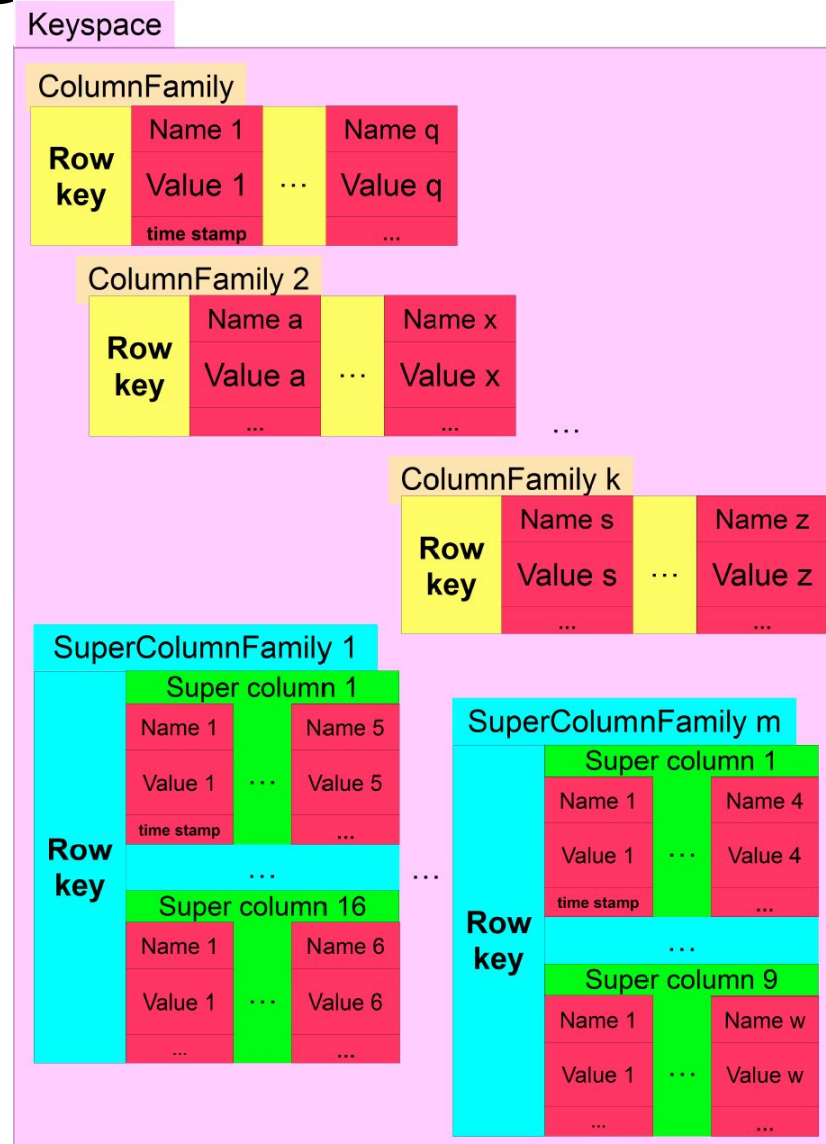 Keyspace
ColumnFamily
Name 1 Name q
Row key
Value 1 ... Value q
time stamp ...
ColumnFamily 2
Name a Name x
Row key
Value a ... Value x
... ...
...
ColumnFamily k
Name s Name z
Row key
Value s ... Value z
... ...
SuperColumnFamily 1
Row key
Super column 1
Name 1 Name 5
Value 1 ... Value 5
time stamp ...
...
Super column 16
Name 1 Name 6
Value 1 ... Value 6
... ...
...
SuperColumnFamily m
Row key
Super column 1
Name 1 Name 4
Value 1 ... Value 4
time stamp ...
...
Super column 9
Name 1 Name w
Value 1 ... Value w
... ...